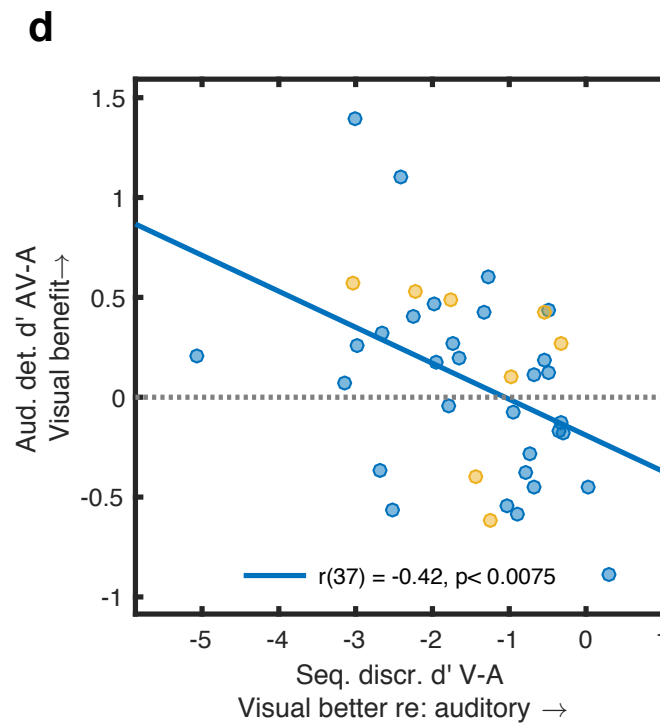 d
1.5
1
0.5
0
-0.5
-1
Aud. det. d' AV-A
Visual benefit→
r(37) = -0.42, p< 0.0075
-5 -4 -3 -2 -1 0 1
Seq. discr. d' V-A
Visual better re: auditory →